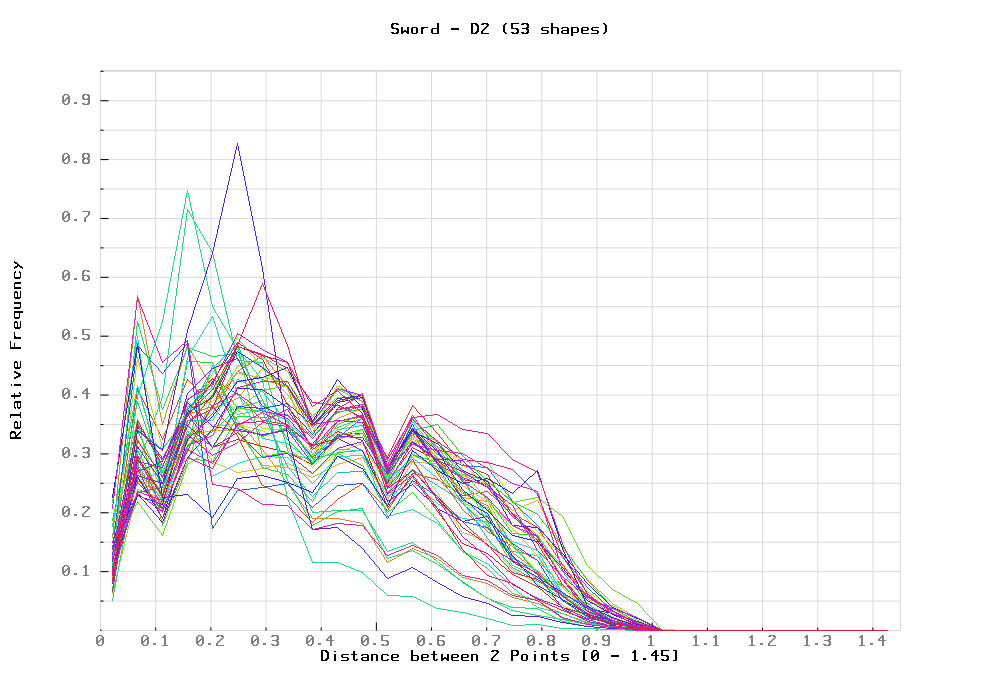 Sword - D2 (53 shapes)
0.9
0.8
0.7
0.6
0.5
0.4
0.3
0.2
0.1
Relative Frequency
0 0.1 0.2 0.3 0.4 0.5 0.6 0.7 0.8 0.9 1 1.1 1.2 1.3 1.4
Distance between 2 Points [0 - 1.45]